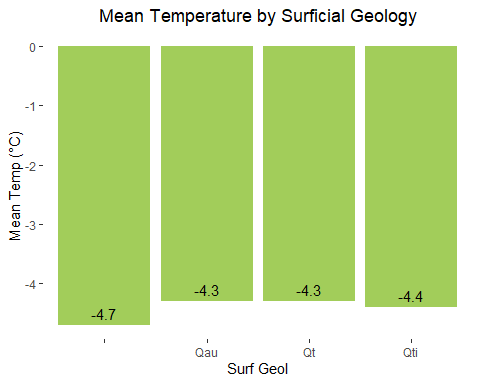 Mean Temperature by Surficial Geology
Mean Temp (°C)
0
-1
-2
-3
-4
-4.7
-4.3
-4.3
-4.4
Qau
Qt
Qti
Surf Geol